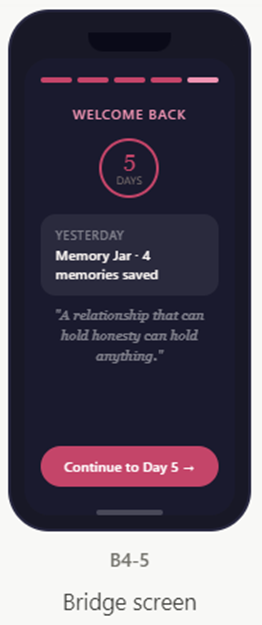 WELCOME BACK
5
DAYS
YESTERDAY
Memory Jar · 4
memories saved
"A relationship that can
hold honesty can hold
anything."
Continue to Day 5 →
B4-5
Bridge screen